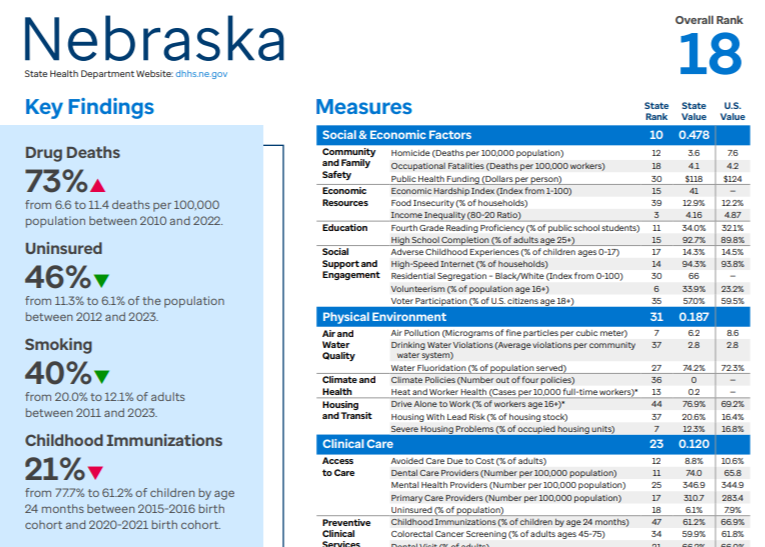 Nebraska
State Health Department Website: dhhs.ne.gov
Overall Rank
18
Key Findings
Drug Deaths
73%
from 6.6 to 11.4 deaths per 100,000
population between 2010 and 2022.
Uninsured
46%
from 11.3% to 6.1% of the population
between 2012 and 2023.
Smoking
40%
from 20.0% to 12.1% of adults
between 2011 and 2023.
Childhood Immunizations
21%
from 77.7% to 61.2% of children by age
24 months between 2015-2016 birth
cohort and 2020-2021 birth cohort.
Measures State Rank State Value U.S. Value
Social & Economic Factors 10 0.478
Community and Family Safety
Homicide (Deaths per 100,000 population) 12 3.6 7.6
Occupational Fatalities (Deaths per 100,000 workers) 18 4.1 4.2
Public Health Funding (Dollars per person) 30 $118 $124
Economic Resources
Economic Hardship Index (Index from 1-100) 15 41 –
Food Insecurity (% of households) 39 12.9% 12.2%
Income Inequality (80-20 Ratio) 3 4.16 4.87
Education
Fourth Grade Reading Proficiency (% of public school students) 11 34.0% 32.1%
High School Completion (% of adults age 25+) 15 92.7% 89.8%
Social Support and Engagement
Adverse Childhood Experiences (% of children ages 0-17) 17 14.3% 14.5%
High-Speed Internet (% of households) 14 94.3% 93.8%
Residential Segregation – Black/White (Index from 0-100) 30 66 –
Volunteerism (% of population age 16+) 6 33.9% 23.2%
Voter Participation (% of U.S. citizens age 18+) 35 57.0% 59.5%
Physical Environment 31 0.187
Air and Water Quality
Air Pollution (Micrograms of fine particles per cubic meter) 7 6.2 8.6
Drinking Water Violations (Average violations per community water system) 37 2.8 2.8
Water Fluoridation (% of population served) 27 74.2% 72.3%
Climate and Health
Climate Policies (Number out of four policies) 36 0 –
Heat and Worker Health (Cases per 10,000 full-time workers)* 13 0.2 –
Housing and Transit
Drive Alone to Work (% of workers age 16+)* 44 76.9% 69.2%
Housing With Lead Risk (% of housing stock) 37 20.6% 16.4%
Severe Housing Problems (% of occupied housing units) 7 12.3% 16.8%
Clinical Care 23 0.120
Access to Care
Avoided Care Due to Cost (% of adults) 12 8.8% 10.6%
Dental Care Providers (Number per 100,000 population) 11 74.0 65.8
Mental Health Providers (Number per 100,000 population) 25 346.9 344.9
Primary Care Providers (Number per 100,000 population) 17 310.7 283.4
Uninsured (% of population) 18 6.1% 7.9%
Preventive Clinical Services
Childhood Immunizations (% of children by age 24 months) 47 61.2% 66.9%
Colorectal Cancer Screening (% of adults ages 45-75) 34 59.9% 61.8%